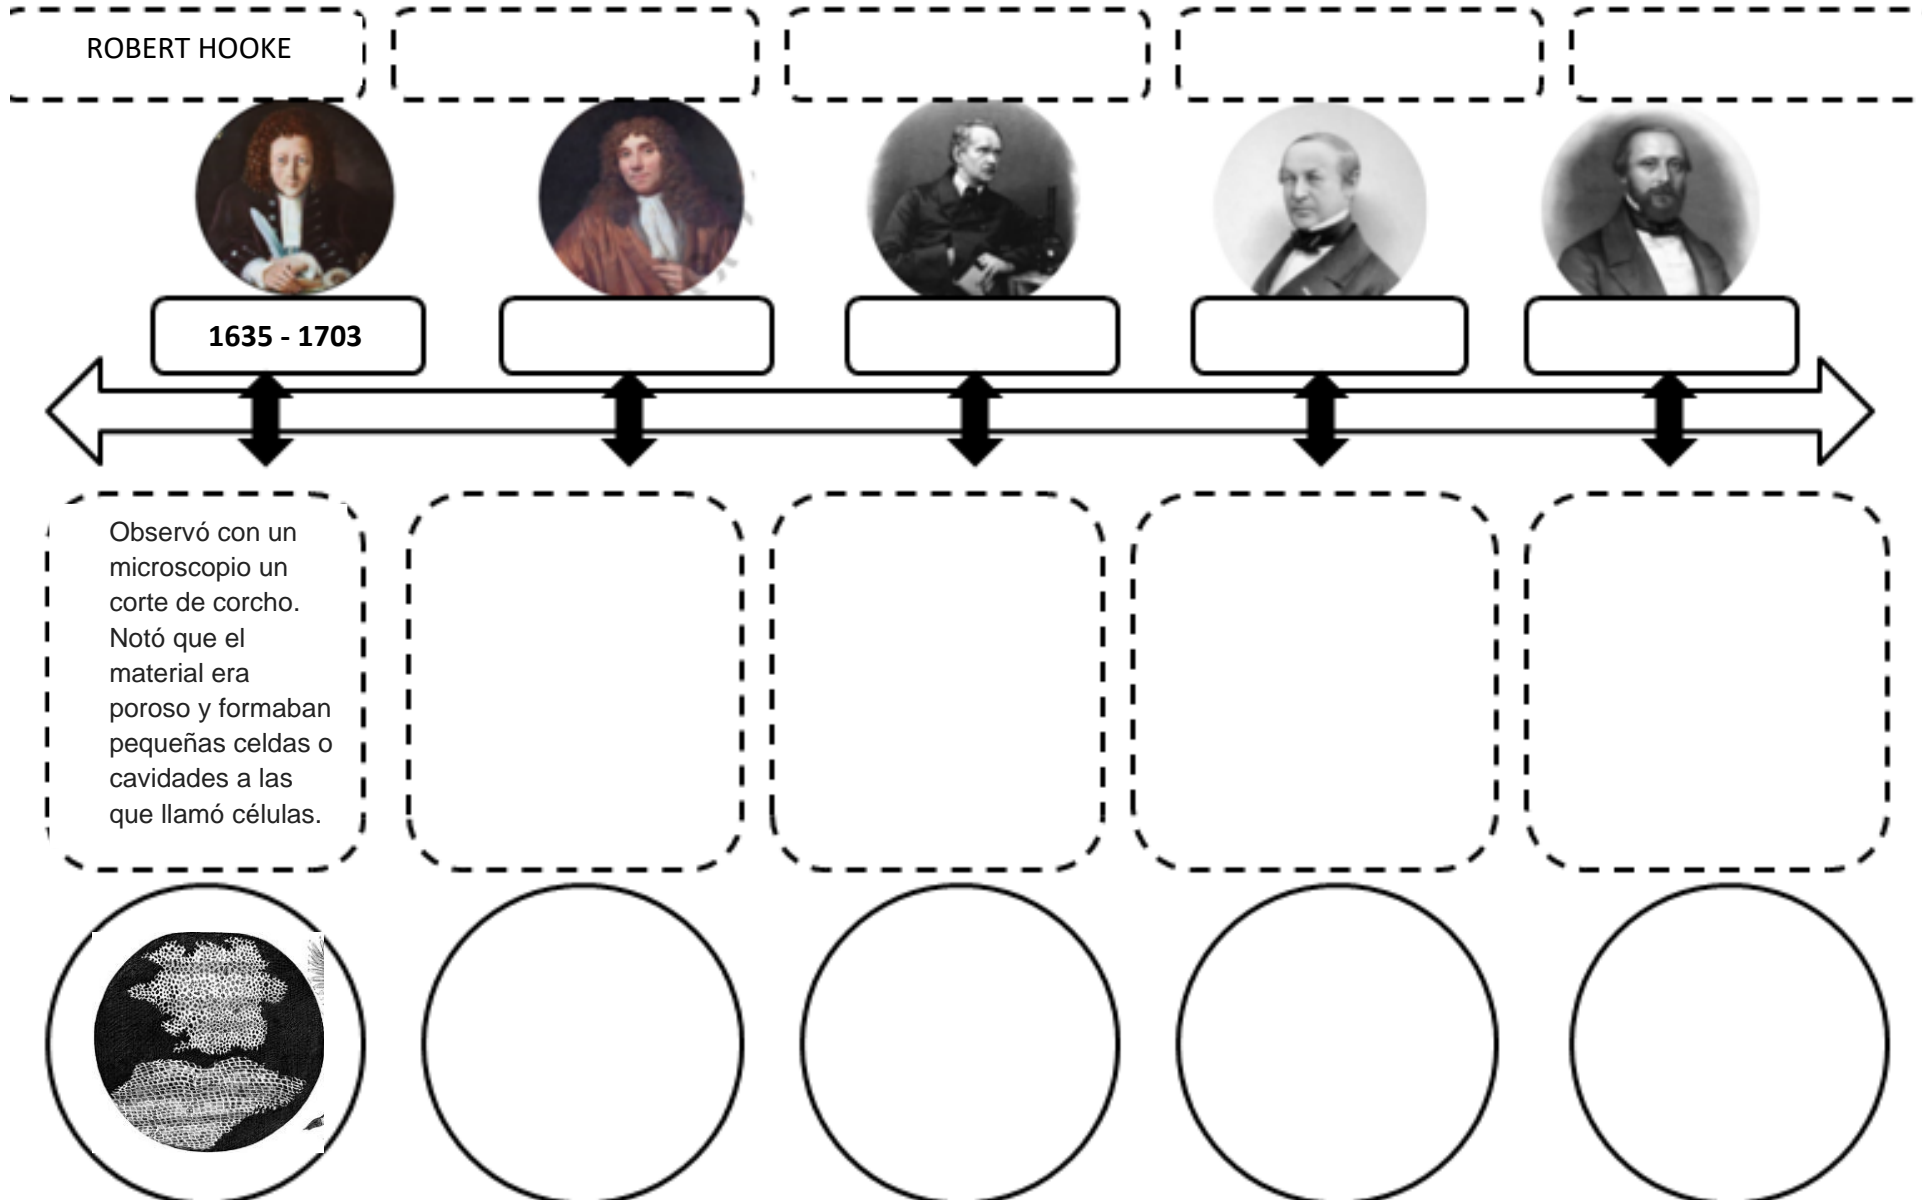 ROBERT HOOKE
1635 - 1703
Observó con un
microscopio un
corte de corcho.
Notó que el
material era
poroso y formaban
pequeñas celdas o
cavidades a las
que llamó células.